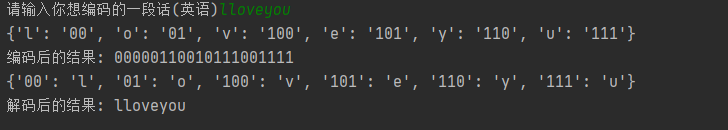 请输入你想编码的一段话(英语)lloveyou
{'l': '00', 'o': '01', 'v': '100', 'e': '101', 'y': '110', 'u': '111'}
编码后的结果: 00000110010111001111
{'00': 'l', '01': 'o', '100': 'v', '101': 'e', '110': 'y', '111': 'u'}
解码后的结果: lloveyou